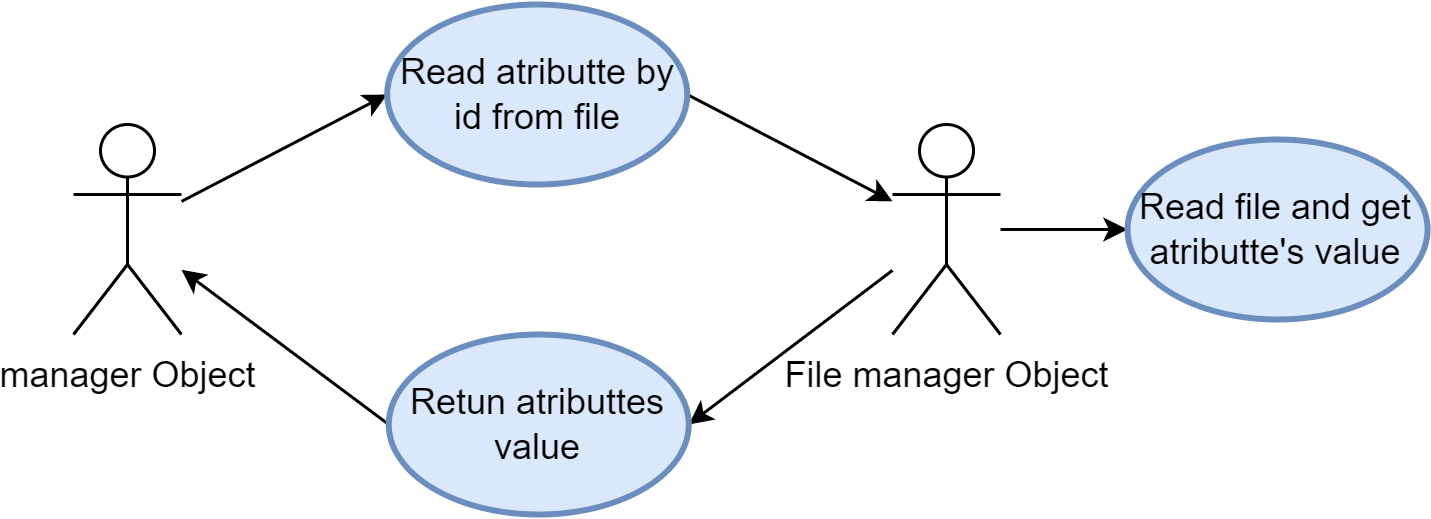 Read atributte by
id from file
Read file and get
atributte's value
manager Object
File manager Object
Retun atributtes
value